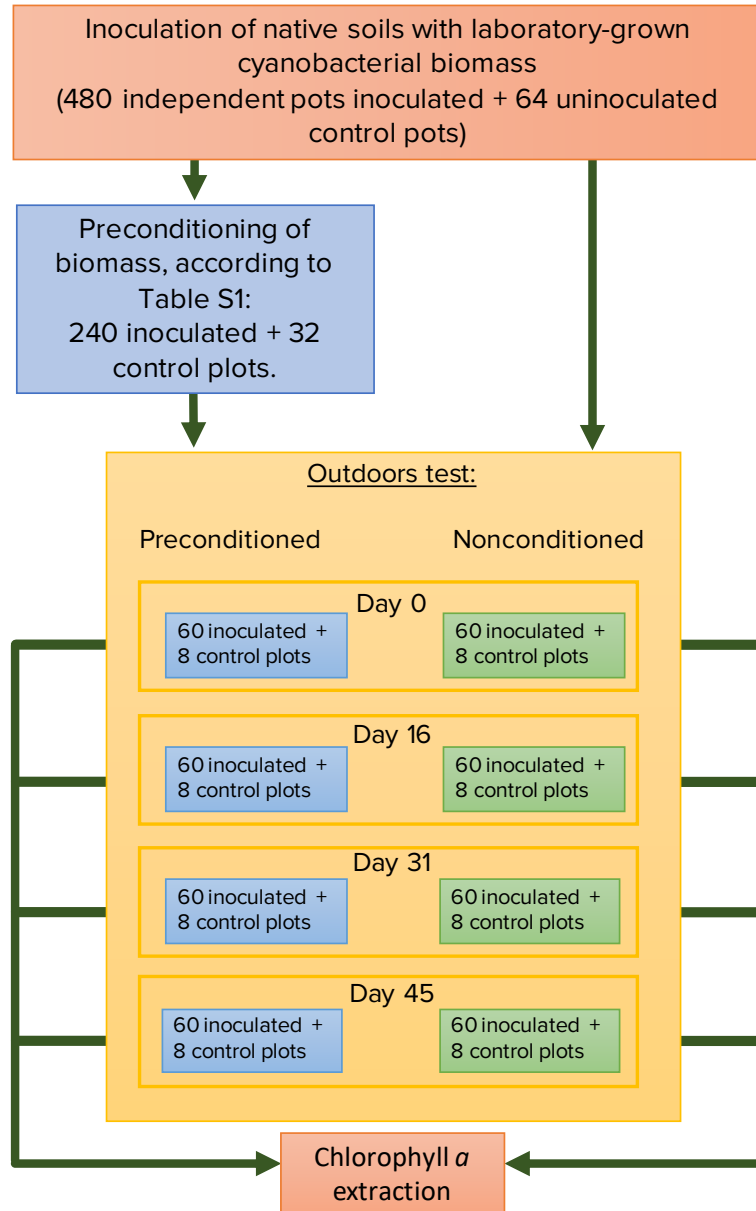 Inoculation of native soils with laboratory-grown
cyanobacterial biomass
(480 independent pots inoculated + 64 uninoculated
control pots)
Preconditioning of
biomass, according to
Table S1:
240 inoculated + 32
control plots.
Outdoors test:
Preconditioned
Nonconditioned
Day 0
60 inoculated +
8 control plots
60 inoculated +
8 control plots
Day 16
60 inoculated +
8 control plots
60 inoculated +
8 control plots
Day 31
60 inoculated +
8 control plots
60 inoculated +
8 control plots
Day 45
60 inoculated +
8 control plots
60 inoculated +
8 control plots
Chlorophyll a
extraction